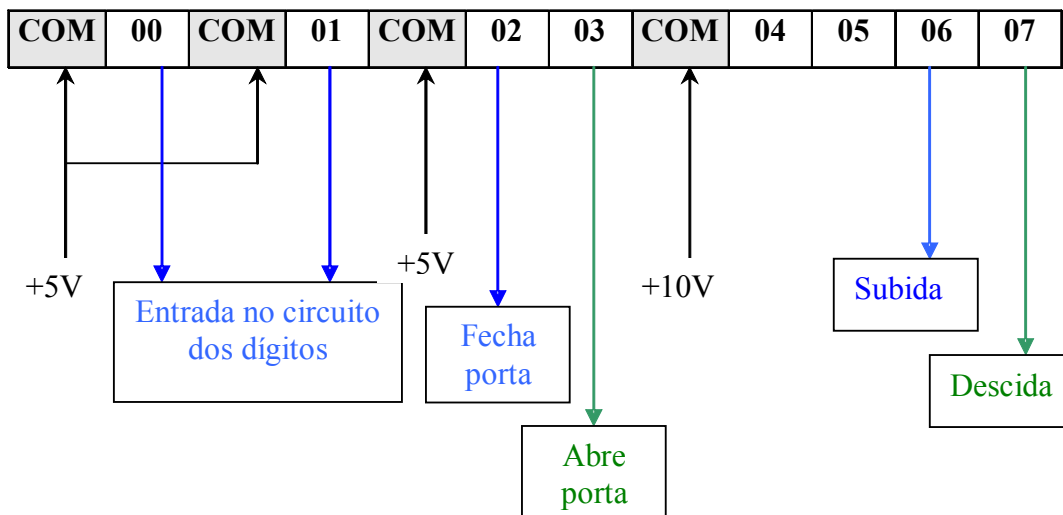 COM 00 COM 01 COM 02 03 COM 04 05 06 07
+5V
+5V
+10V
Entrada no circuito
dos dígitos
Fecha
porta
Abre
porta
Subida
Descida